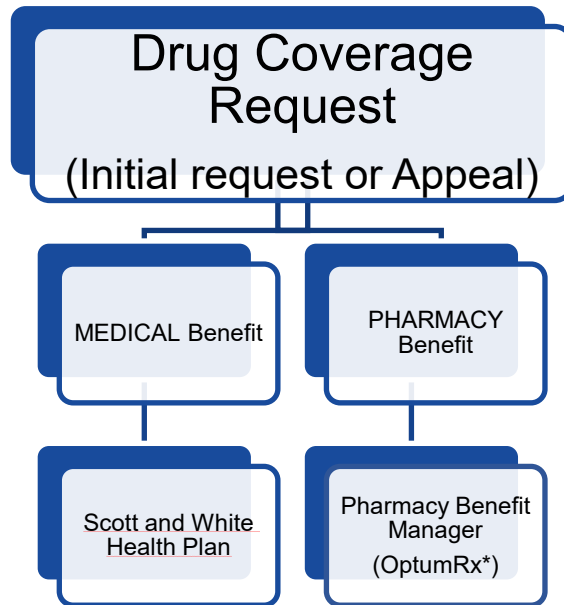 Drug Coverage
Request
(Initial request or Appeal)
MEDICAL Benefit
PHARMACY
Benefit
Scott and White
Health Plan
Pharmacy Benefit
Manager
(OptumRx*)